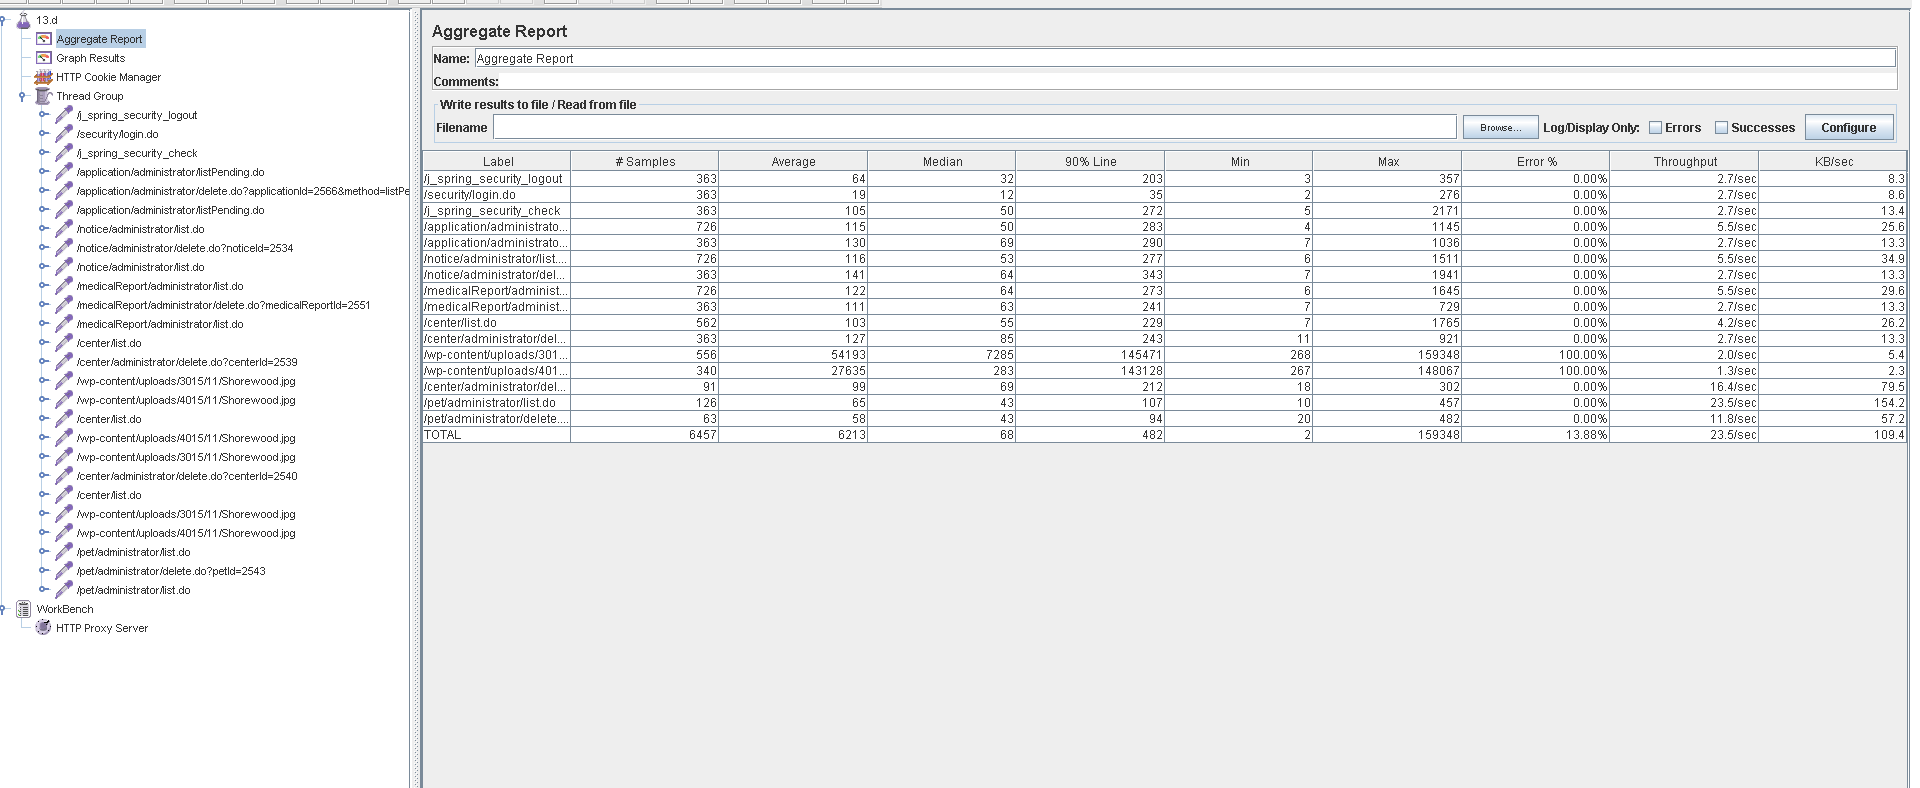 13.d
Aggregate Report
Graph Results
HTTP Cookie Manager
Thread Group
/j_spring_security_logout
/security/login.do
/j_spring_security_check
/application/administrator/listPending.do
/application/administrator/delete.do?applicationId=2566&method=listPe
/application/administrator/listPending.do
/notice/administrator/list.do
/notice/administrator/delete.do?noticeId=2534
/notice/administrator/list.do
/medicalReport/administrator/list.do
/medicalReport/administrator/delete.do?medicalReportId=2551
/medicalReport/administrator/list.do
/center/list.do
/center/administrator/delete.do?centerId=2539
/wp-content/uploads/3015/11/Shorewood.jpg
/wp-content/uploads/4015/11/Shorewood.jpg
/center/list.do
/wp-content/uploads/4015/11/Shorewood.jpg
/wp-content/uploads/3015/11/Shorewood.jpg
/center/administrator/delete.do?centerId=2540
/center/list.do
/wp-content/uploads/3015/11/Shorewood.jpg
/wp-content/uploads/4015/11/Shorewood.jpg
/pet/administrator/list.do
/pet/administrator/delete.do?petId=2543
/pet/administrator/list.do
WorkBench
HTTP Proxy Server
Aggregate Report
Name: Aggregate Report
Comments:
Write results to file / Read from file
Filename Browse... Log/Display Only: Errors Successes Configure
Label # Samples Average Median 90% Line Min Max Error % Throughput KB/sec
/j_spring_security_logout 363 64 32 203 3 357 0.00% 2.7/sec 8.3
/security/login.do 363 19 12 35 2 276 0.00% 2.7/sec 8.6
/j_spring_security_check 363 105 50 272 5 2171 0.00% 2.7/sec 13.4
/application/administrato... 726 115 50 283 4 1145 0.00% 5.5/sec 25.6
/application/administrato... 363 130 69 290 7 1036 0.00% 2.7/sec 13.3
/notice/administrator/list.... 726 116 53 277 6 1511 0.00% 5.5/sec 34.9
/notice/administrator/del... 363 141 64 343 7 1941 0.00% 2.7/sec 13.3
/medicalReport/administ... 726 122 64 273 6 1645 0.00% 5.5/sec 29.6
/medicalReport/administ... 363 111 63 241 7 729 0.00% 2.7/sec 13.3
/center/list.do 562 103 55 229 7 1765 0.00% 4.2/sec 26.2
/center/administrator/del... 363 127 85 243 11 921 0.00% 2.7/sec 13.3
/wp-content/uploads/301... 556 54193 7285 145471 268 159348 100.00% 2.0/sec 5.4
/wp-content/uploads/401... 340 27635 283 143128 267 148067 100.00% 1.3/sec 2.3
/center/administrator/del... 91 99 69 212 18 302 0.00% 16.4/sec 79.5
/pet/administrator/list.do 126 65 43 107 10 457 0.00% 23.5/sec 154.2
/pet/administrator/delete.... 63 58 43 94 20 482 0.00% 11.8/sec 57.2
TOTAL 6457 6213 68 482 2 159348 13.88% 23.5/sec 109.4